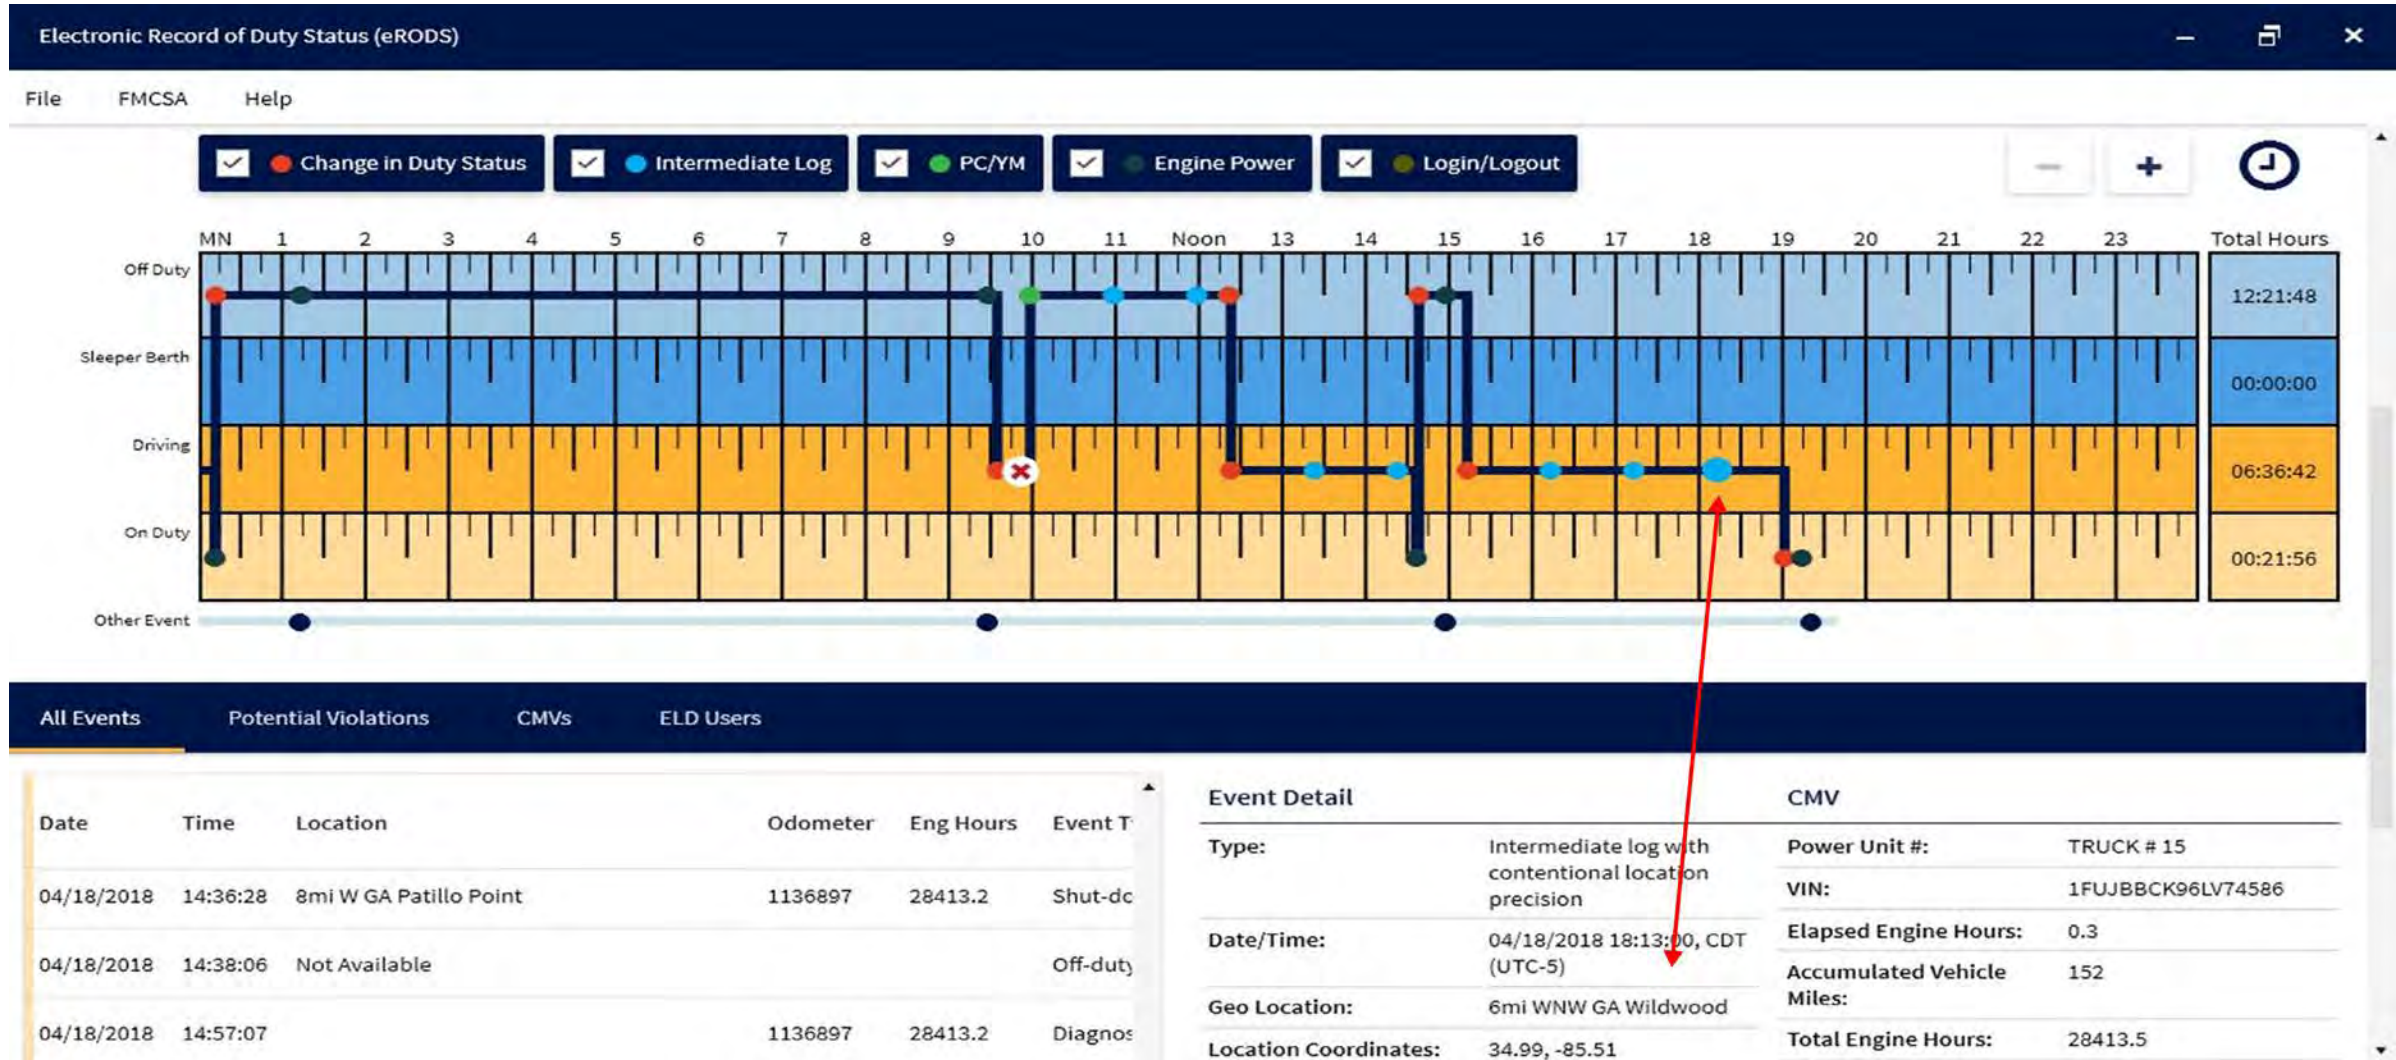 Electronic Record of Duty Status (eRODS)
File FMCSA Help
Change in Duty Status Intermediate Log PC/YM Engine Power Login/Logout
MN 1 2 3 4 5 6 7 8 9 10 11 Noon 13 14 15 16 17 18 19 20 21 22 23 Total Hours
Off Duty 12:21:48
Sleeper Berth 00:00:00
Driving 06:36:42
On Duty 00:21:56
Other Event
All Events Potential Violations CMVs ELD Users
Date Time Location Odometer Eng Hours Event T
04/18/2018 14:36:28 8mi W GA Patillo Point 1136897 28413.2 Shut-dc
04/18/2018 14:38:06 Not Available Off-duty
04/18/2018 14:57:07 1136897 28413.2 Diagnos
Event Detail
Type: Intermediate log with
contentional location
precision
Date/Time: 04/18/2018 18:13:00, CDT
(UTC-5)
Geo Location: 6mi WNW GA Wildwood
Location Coordinates: 34.99, -85.51
CMV
Power Unit #: TRUCK # 15
VIN: 1FUJBBCK96LV74586
Elapsed Engine Hours: 0.3
Accumulated Vehicle 152
Miles:
Total Engine Hours: 28413.5